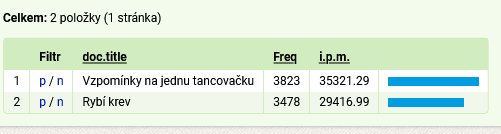 Celkem: 2 položky (1 stránka)
Filtr doc.title Freq i.p.m.
1 p / n Vzpomínky na jednu tancovačku 3823 35321.29
2 p / n Rybí krev 3478 29416.99